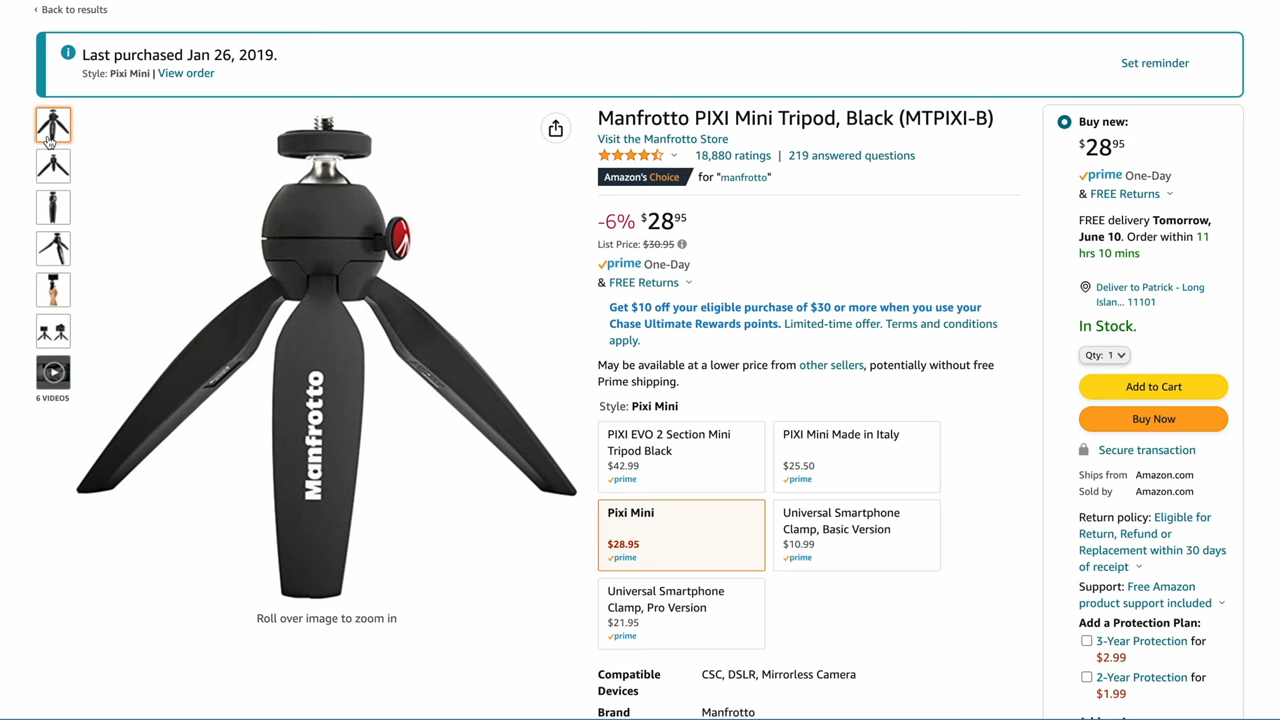 ‹ Back to results
Last purchased Jan 26, 2019.
Style: Pixi Mini | View order
Set reminder
6 VIDEOS
Manfrotto
Roll over image to zoom in
Manfrotto PIXI Mini Tripod, Black (MTPIXI-B)
Visit the Manfrotto Store
18,880 ratings | 219 answered questions
Amazon's Choice for "manfrotto"
-6% $28 95
List Price: $30.95
prime One-Day
& FREE Returns
Get $10 off your eligible purchase of $30 or more when you use your
Chase Ultimate Rewards points. Limited-time offer. Terms and conditions
apply.
May be available at a lower price from other sellers, potentially without free
Prime shipping.
Style: Pixi Mini
PIXI EVO 2 Section Mini
Tripod Black
$42.99
prime
PIXI Mini Made in Italy
$25.50
prime
Pixi Mini
$28.95
prime
Universal Smartphone
Clamp, Basic Version
$10.99
prime
Universal Smartphone
Clamp, Pro Version
$21.95
prime
Compatible
Devices
CSC, DSLR, Mirrorless Camera
Brand
Manfrotto
Buy new:
$28 95
prime One-Day
& FREE Returns
FREE delivery Tomorrow,
June 10. Order within 11
hrs 10 mins
Deliver to Patrick - Long
Islan... 11101
In Stock.
Qty: 1
Add to Cart
Buy Now
Secure transaction
Ships from Amazon.com
Sold by Amazon.com
Return policy: Eligible for
Return, Refund or
Replacement within 30 days
of receipt
Support: Free Amazon
product support included
Add a Protection Plan:
3-Year Protection for
$2.99
2-Year Protection for
$1.99